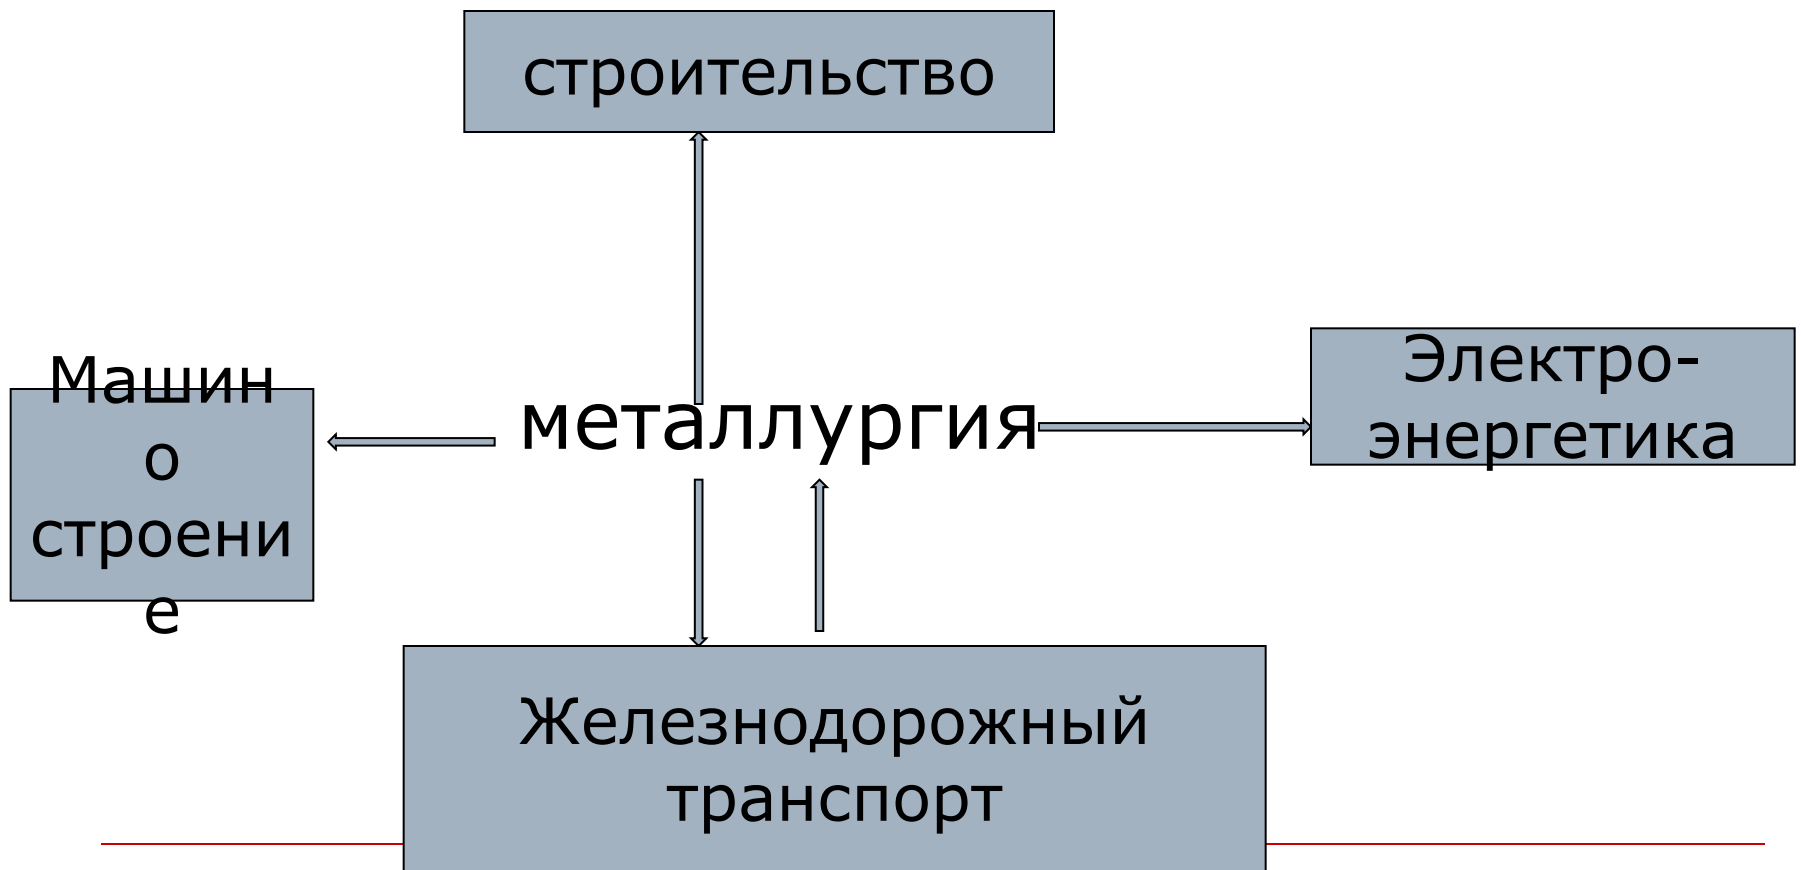 строительство
Машин
о
строени
е
металлургия
Электро-
энергетика
Железнодорожный
транспорт